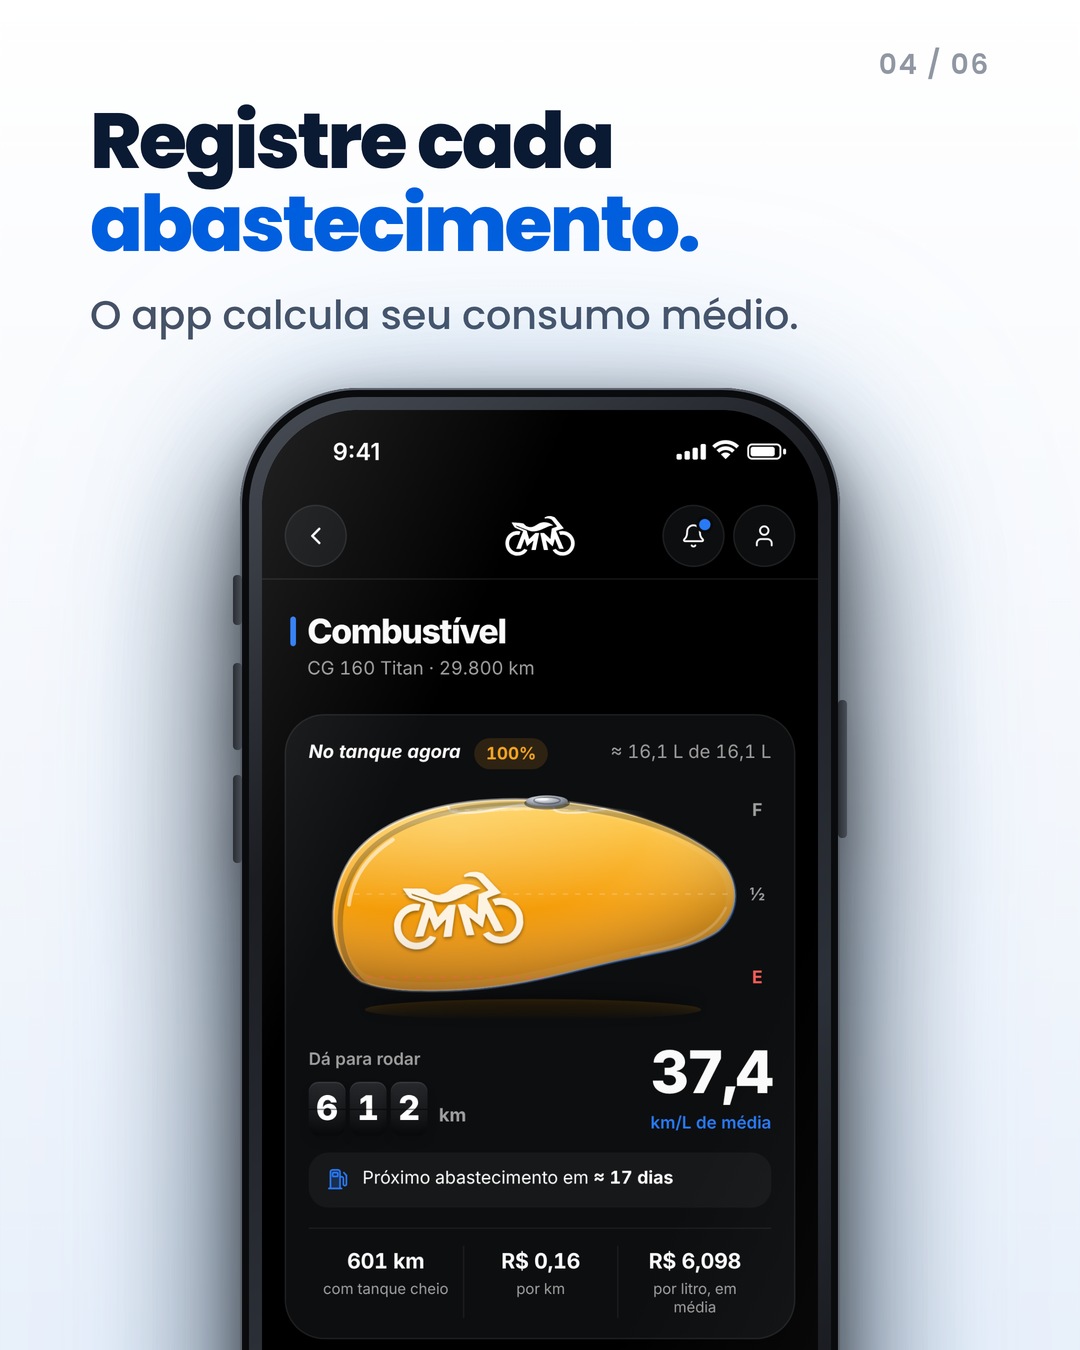 04 / 06
Registre cada
abastecimento.
O app calcula seu consumo médio.
9:41
MM
Combustível
CG 160 Titan · 29.800 km
No tanque agora 100% ≈ 16,1 L de 16,1 L
F
MM
½
E
Dá para rodar
612 km
37,4
km/L de média
Próximo abastecimento em ≈ 17 dias
601 km
com tanque cheio
R$ 0,16
por km
R$ 6,098
por litro, em
média